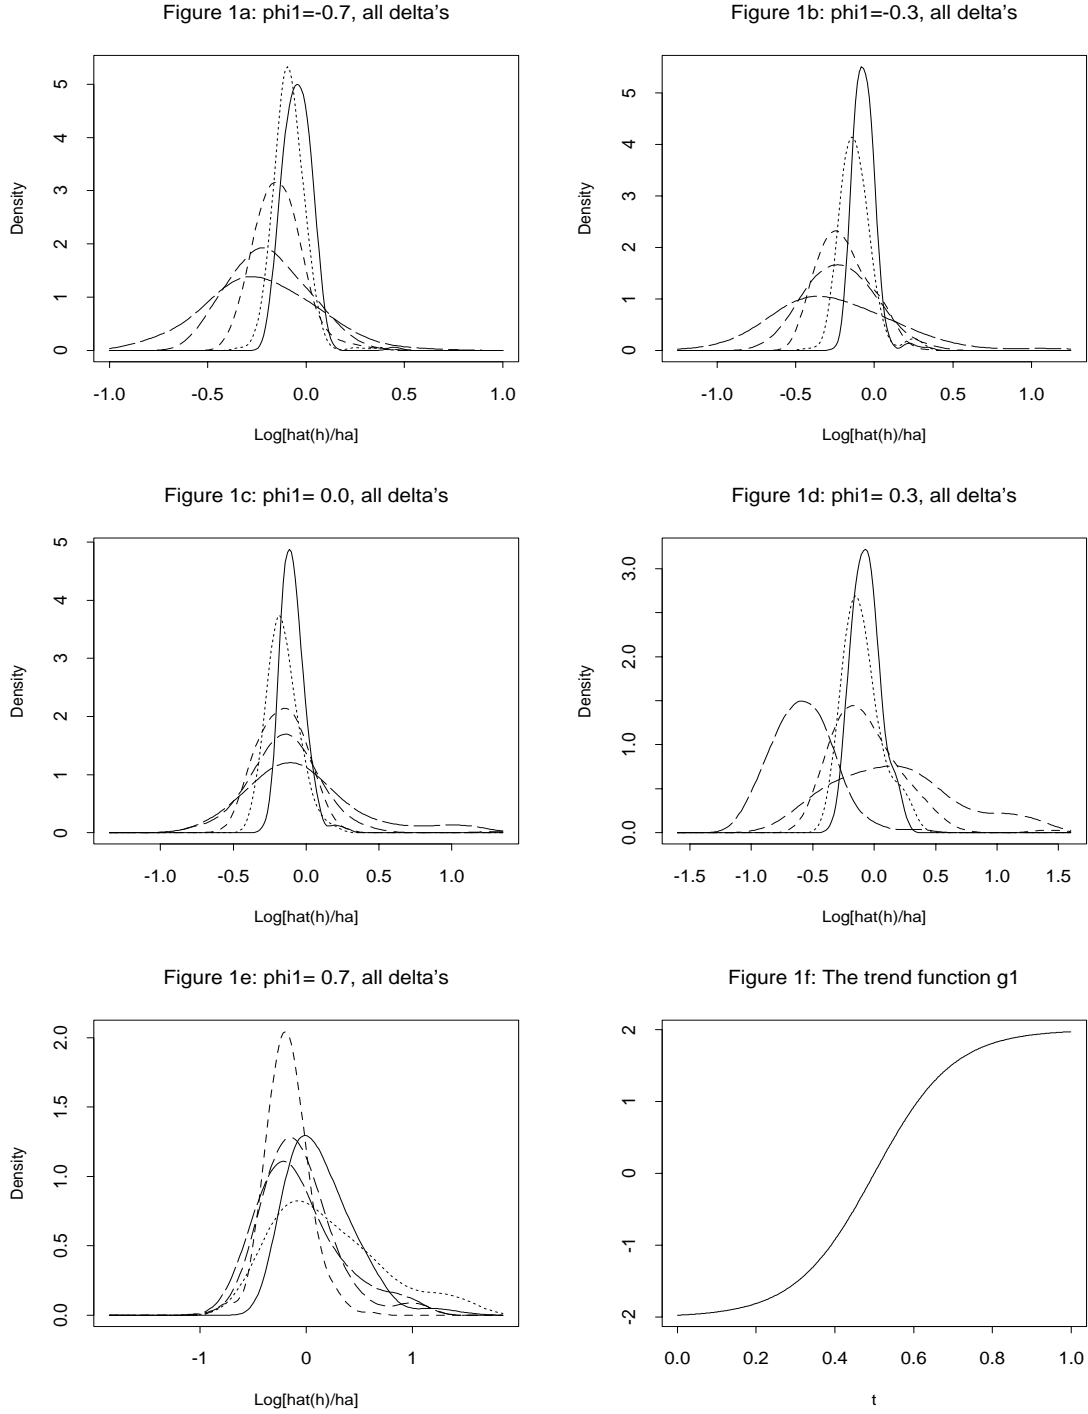 Figure 1a: phi1=-0.7, all delta's
Density
0 1 2 3 4 5
-1.0 -0.5 0.0 0.5 1.0
Log[hat(h)/ha]
Figure 1b: phi1=-0.3, all delta's
Density
0 1 2 3 4 5
-1.0 -0.5 0.0 0.5 1.0
Log[hat(h)/ha]
Figure 1c: phi1= 0.0, all delta's
Density
0 1 2 3 4 5
-1.0 -0.5 0.0 0.5 1.0
Log[hat(h)/ha]
Figure 1d: phi1= 0.3, all delta's
Density
0.0 1.0 2.0 3.0
-1.5 -1.0 -0.5 0.0 0.5 1.0 1.5
Log[hat(h)/ha]
Figure 1e: phi1= 0.7, all delta's
Density
0.0 0.5 1.0 1.5 2.0
-1 0 1
Log[hat(h)/ha]
Figure 1f: The trend function g1
-2 -1 0 1 2
0.0 0.2 0.4 0.6 0.8 1.0
t